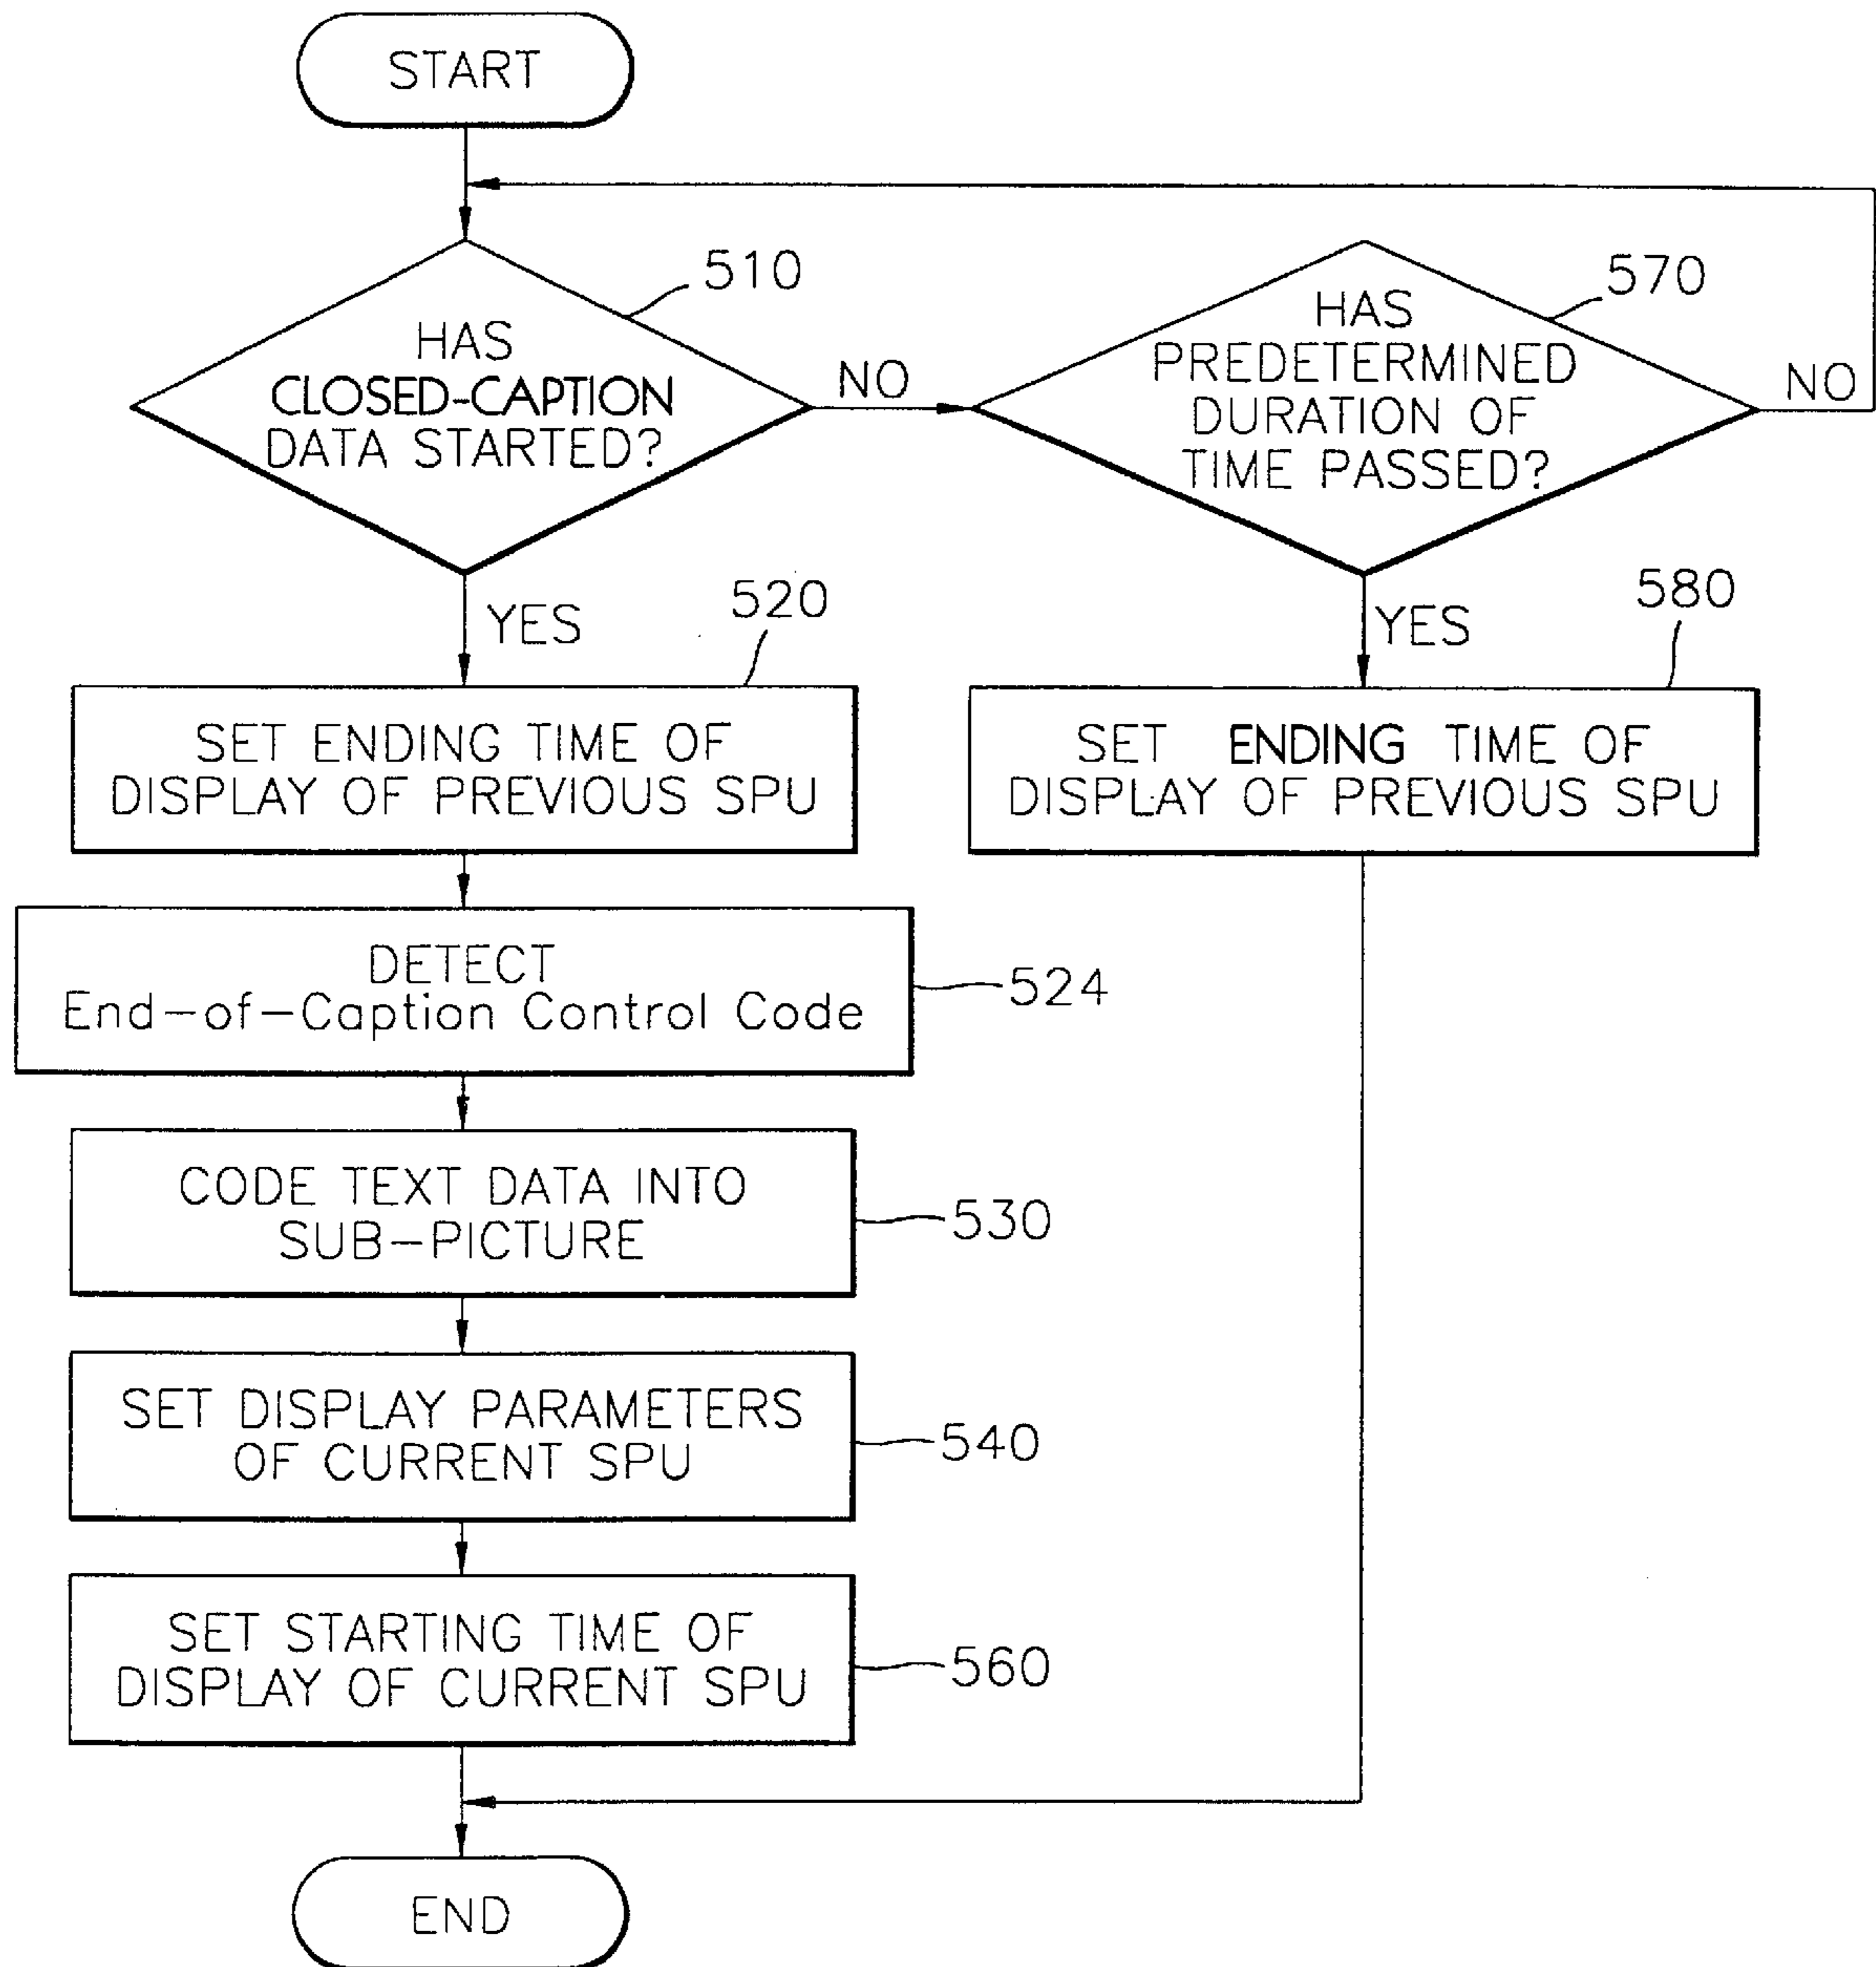 START
510
HAS
CLOSED-CAPTION
DATA STARTED?
NO
570
HAS
PREDETERMINED
DURATION OF
TIME PASSED?
NO
YES
520
SET ENDING TIME OF
DISPLAY OF PREVIOUS SPU
YES
580
SET ENDING TIME OF
DISPLAY OF PREVIOUS SPU
DETECT
End-of-Caption Control Code
524
CODE TEXT DATA INTO
SUB-PICTURE
530
SET DISPLAY PARAMETERS
OF CURRENT SPU
540
SET STARTING TIME OF
DISPLAY OF CURRENT SPU
560
END